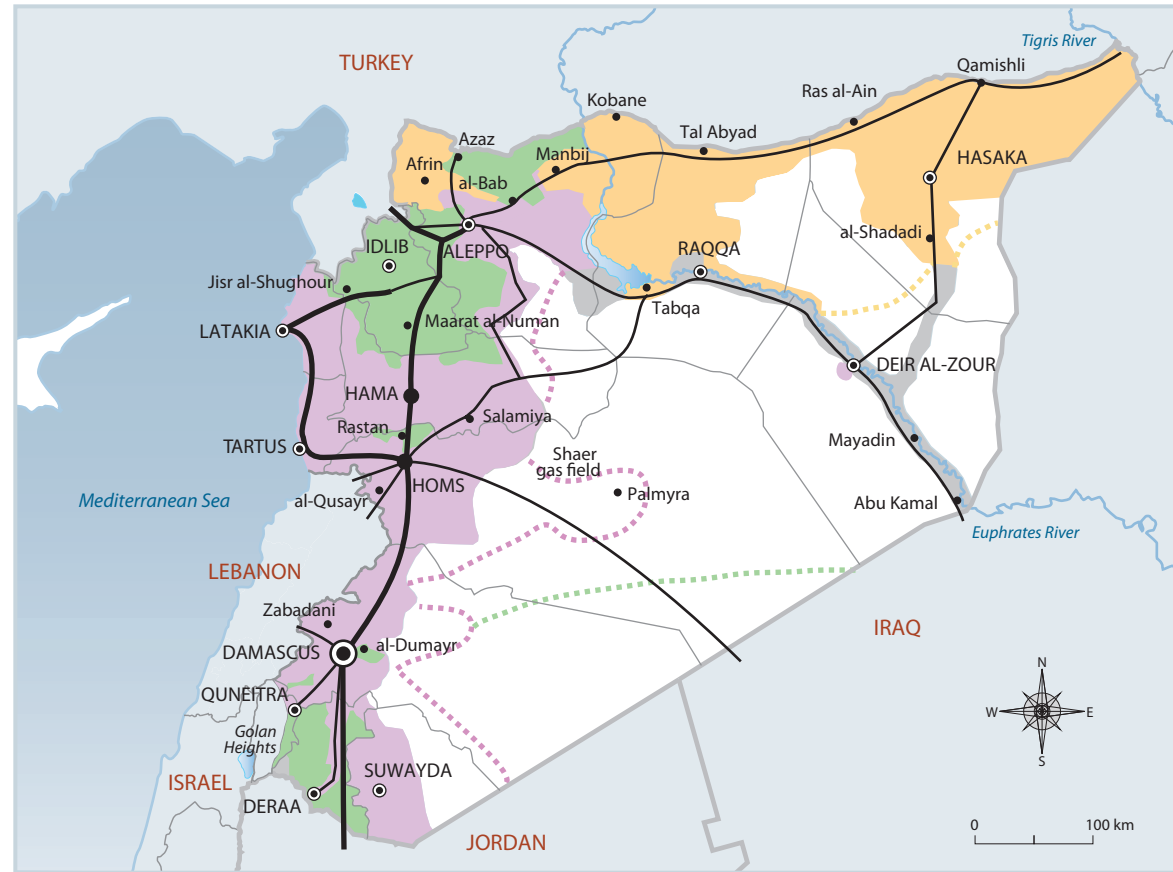 Tigris River
TURKEY
Qamishli
Kobane
Ras al-Ain
Azaz
Tal Abyad
Manbij
Afrin
al-Bab
HASAKA
ALEPPO
al-Shadadi
IDLIB
RAQQA
Jisr al-Shughour
Tabqa
Maarat al-Numan
LATAKIA
DEIR AL-ZOUR
HAMA
Salamiya
Rastan
Mayadin
TARTUS
Shaer
gas field
HOMS
Palmyra
al-Qusayr
Mediterranean Sea
Abu Kamal
Euphrates River
LEBANON
Zabadani
IRAQ
al-Dumayr
DAMASCUS
N
QUNEITRA
W
E
Golan
Heights
S
SUWAYDA
ISRAEL
DERAA
JORDAN
0
100 km